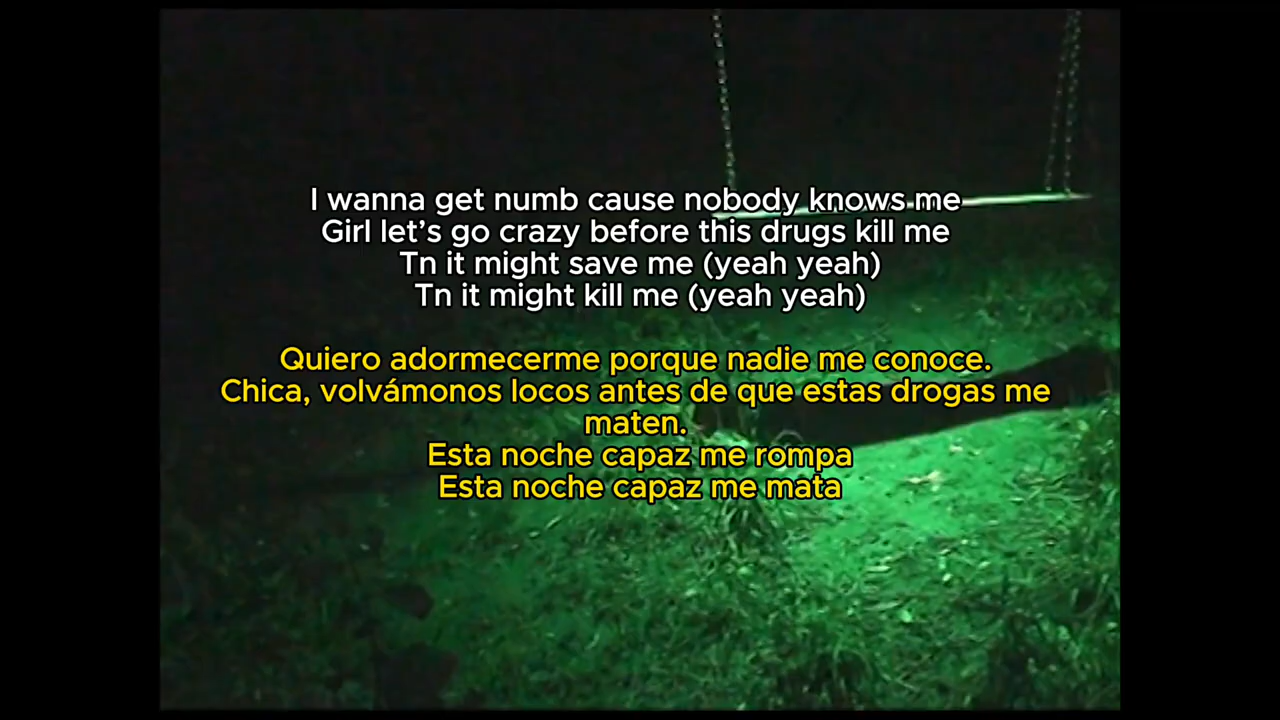 I wanna get numb cause nobody knows me
Girl let’s go crazy before this drugs kill me
Tn it might save me (yeah yeah)
Tn it might kill me (yeah yeah)
Quiero adormecerme porque nadie me conoce.
Chica, volvámonos locos antes de que estas drogas me
maten.
Esta noche capaz me rompa
Esta noche capaz me mata